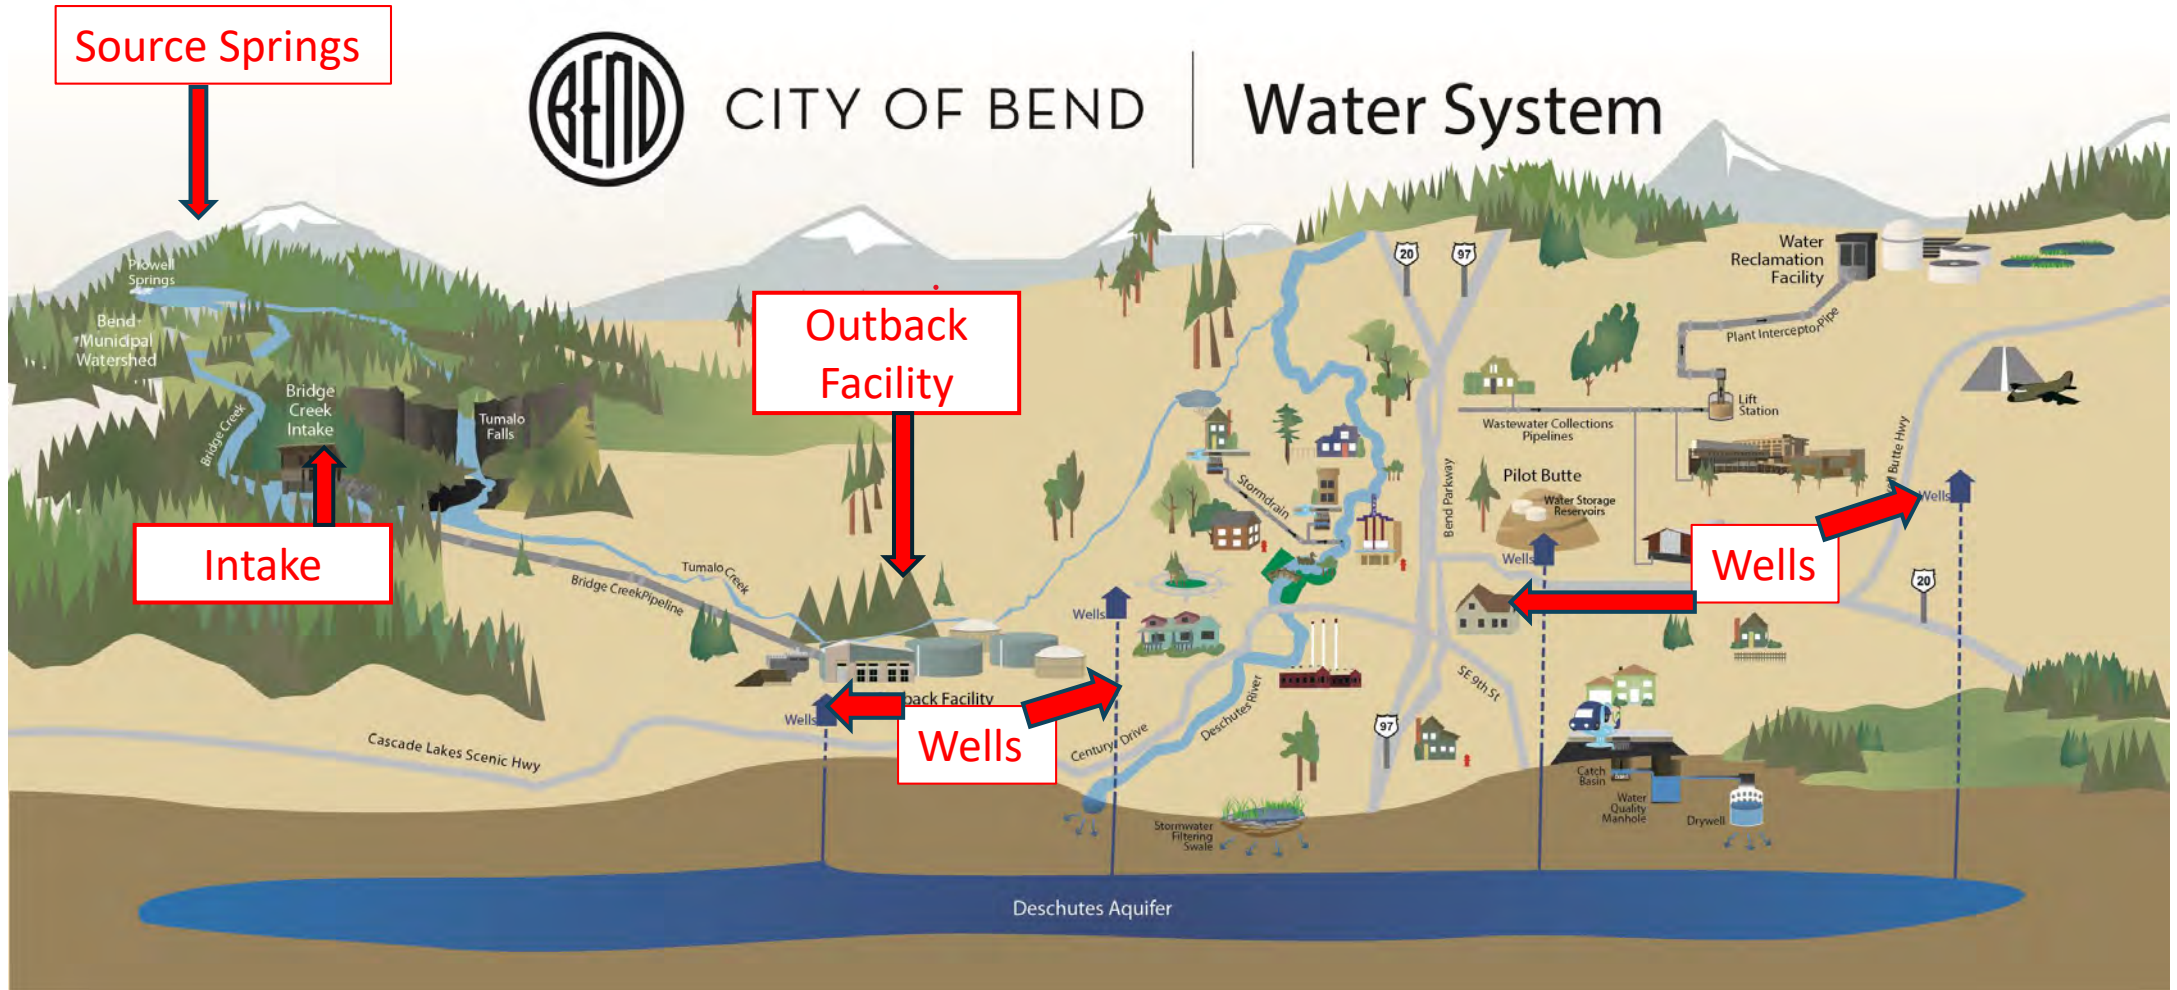 Source Springs
BEND
CITY OF BEND
Water System
20
97
Water
Reclamation
Facility
Plant Interceptor Pipe
Prowell
Springs
Bend
Municipal
Watershed
Bridge
Creek
Intake
Bridge Creek
Tumalo
Falls
Outback
Facility
Lift
Station
Wastewater Collections
Pipelines
Stormdrain
Bend Parkway
Pilot Butte
Water Storage
Reservoirs
Butte Hwy
Wells
Wells
Wells
Intake
Tumalo Creek
Bridge Creek Pipeline
Wells
20
Wells
back Facility
Wells
Deschutes River
SE 9th St
97
Century Drive
Cascade Lakes Scenic Hwy
Catch
Basin
Water
Quality
Manhole
Drywell
Stormwater
Filtering
Swale
Deschutes Aquifer